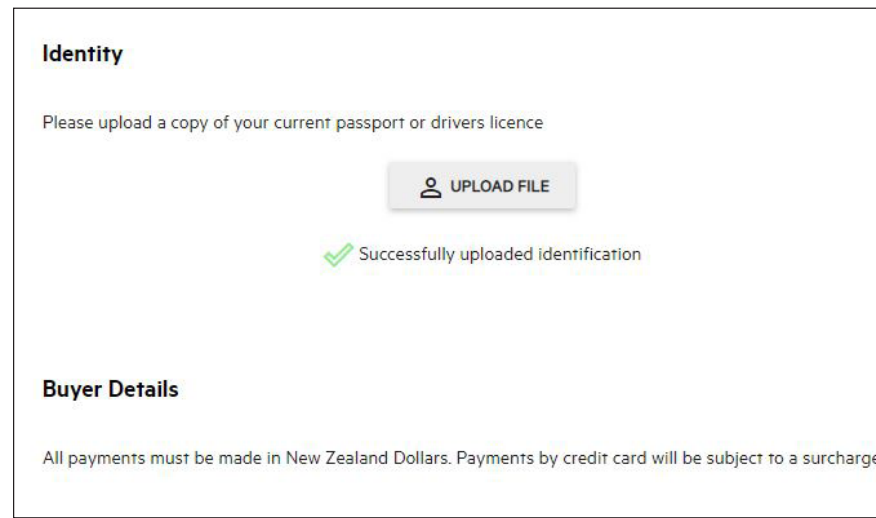 Identity
Please upload a copy of your current passport or drivers licence
UPLOAD FILE
Successfully uploaded identification
Buyer Details
All payments must be made in New Zealand Dollars. Payments by credit card will be subject to a surcharge